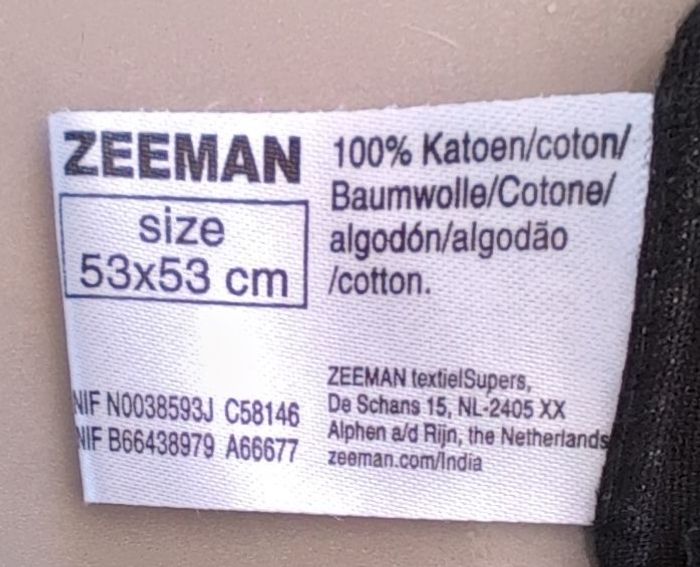 ZEEMAN
size
53x53 cm
NIF N0038593J C58146
NIF B66438979 A66677
100% Katoen/coton/
Baumwolle/Cotone/
algodón/algodão
/cotton.
ZEEMAN textielSupers,
De Schans 15, NL-2405 XX
Alphen a/d Rijn, the Netherlands
zeeman.com/India